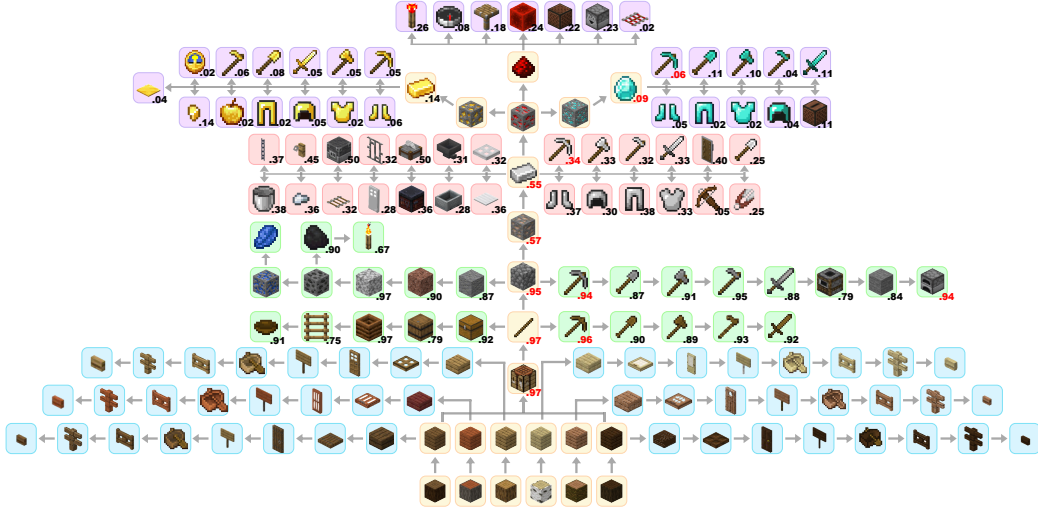 .26 .08 .18 .24 .22 .23 .02
.02 .06 .08 .05 .05 .05 .06 .11 .10 .04 .11
.04 .14 .09
.14 .02 .02 .05 .02 .06 .05 .02 .02 .04 .11
.37 .45 .50 .32 .50 .31 .32 .34 .33 .32 .33 .40 .25
.55
.38 .36 .32 .28 .36 .28 .36 .37 .30 .38 .33 .05 .25
.90 .67 .57
.97 .90 .87 .95 .94 .87 .91 .95 .88 .79 .84 .94
.91 .75 .97 .79 .92 .97 .96 .90 .89 .93 .92
.97